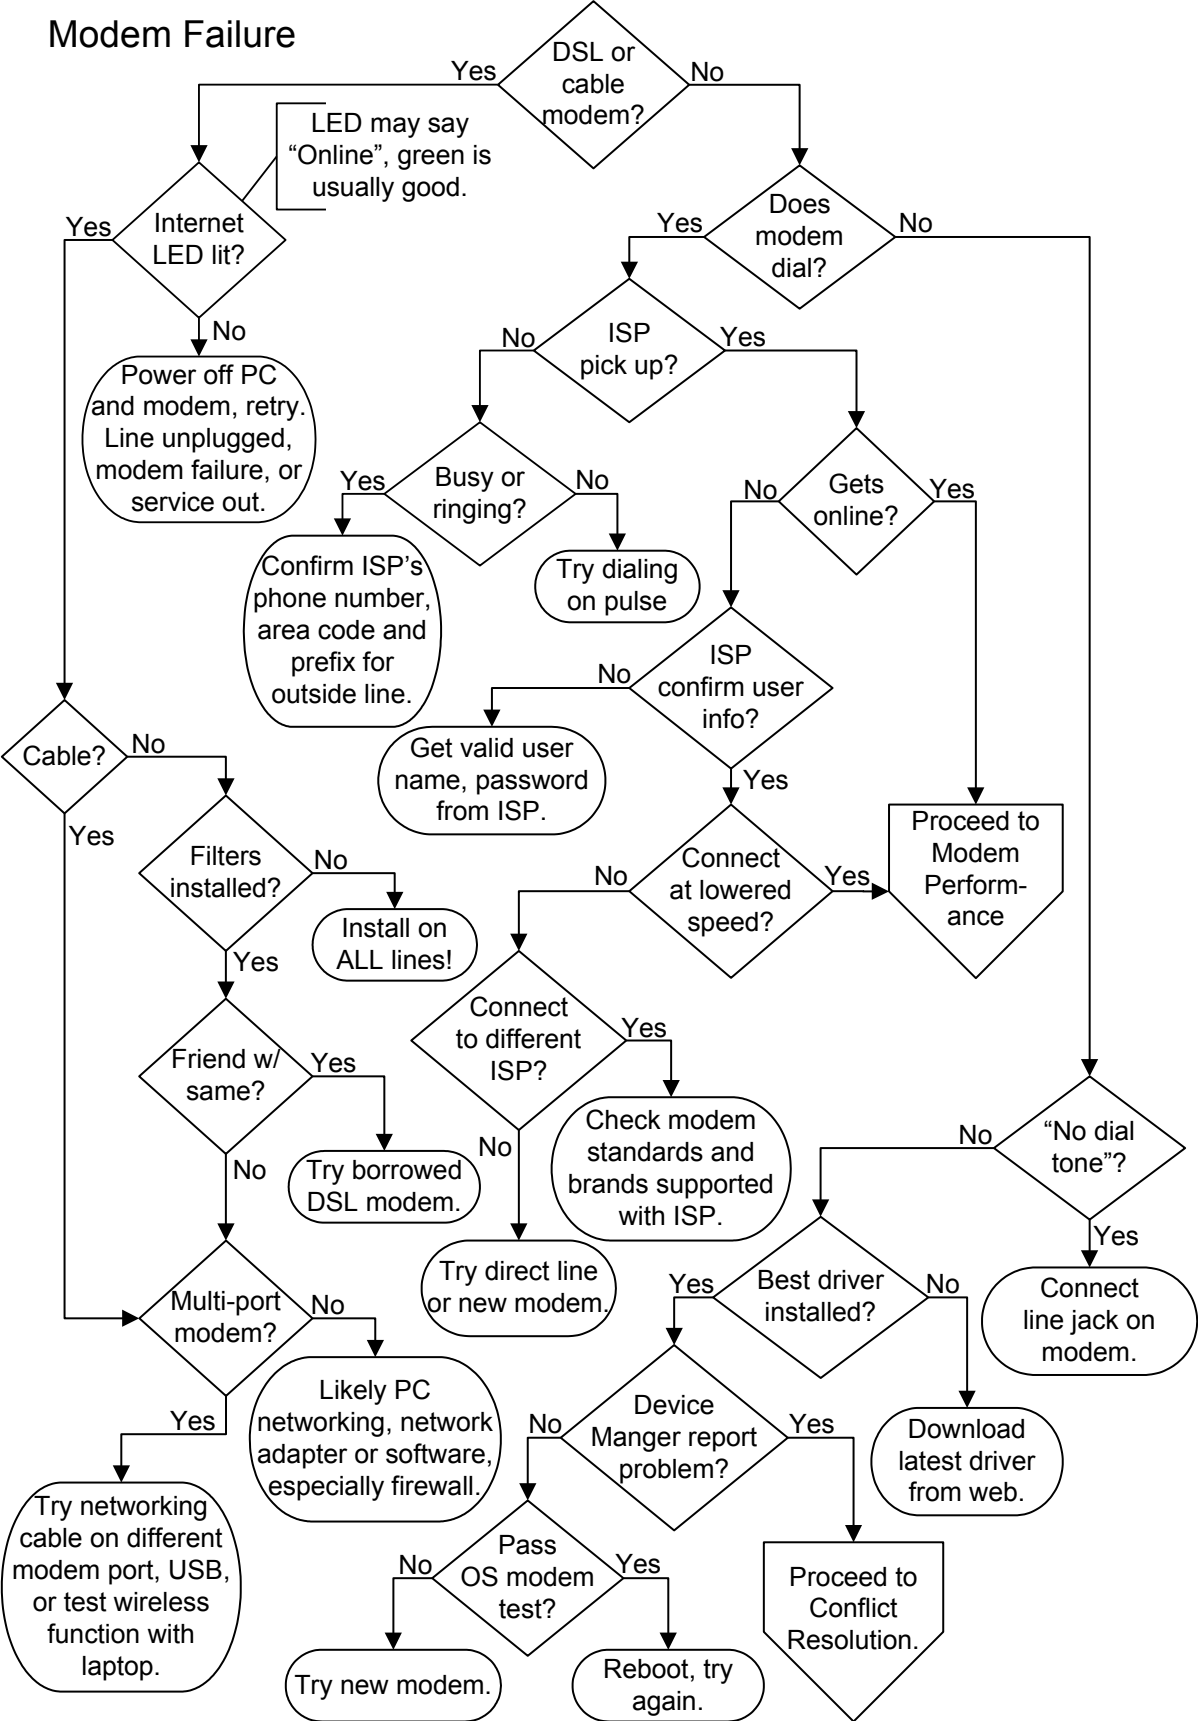 Modem Failure
DSL or
cable
modem?
Yes
No
LED may say
“Online”, green is
usually good.
Internet
LED lit?
Yes
No
Power off PC
and modem, retry.
Line unplugged,
modem failure, or
service out.
Does
modem
dial?
Yes
No
ISP
pick up?
No
Yes
Busy or
ringing?
Yes
No
Confirm ISP’s
phone number,
area code and
prefix for
outside line.
Try dialing
on pulse
Gets
online?
No
Yes
ISP
confirm user
info?
No
Yes
Get valid user
name, password
from ISP.
Cable?
No
Yes
Filters
installed?
No
Yes
Install on
ALL lines!
Connect
at lowered
speed?
No
Yes
Proceed to
Modem
Perform-
ance
Connect
to different
ISP?
Yes
No
Check modem
standards and
brands supported
with ISP.
Try direct line
or new modem.
Friend w/
same?
Yes
No
Try borrowed
DSL modem.
“No dial
tone”?
No
Yes
Connect
line jack on
modem.
Multi-port
modem?
No
Yes
Likely PC
networking, network
adapter or software,
especially firewall.
Try networking
cable on different
modem port, USB,
or test wireless
function with
laptop.
Best driver
installed?
Yes
No
Download
latest driver
from web.
Device
Manger report
problem?
No
Yes
Proceed to
Conflict
Resolution.
Pass
OS modem
test?
No
Yes
Try new modem.
Reboot, try
again.